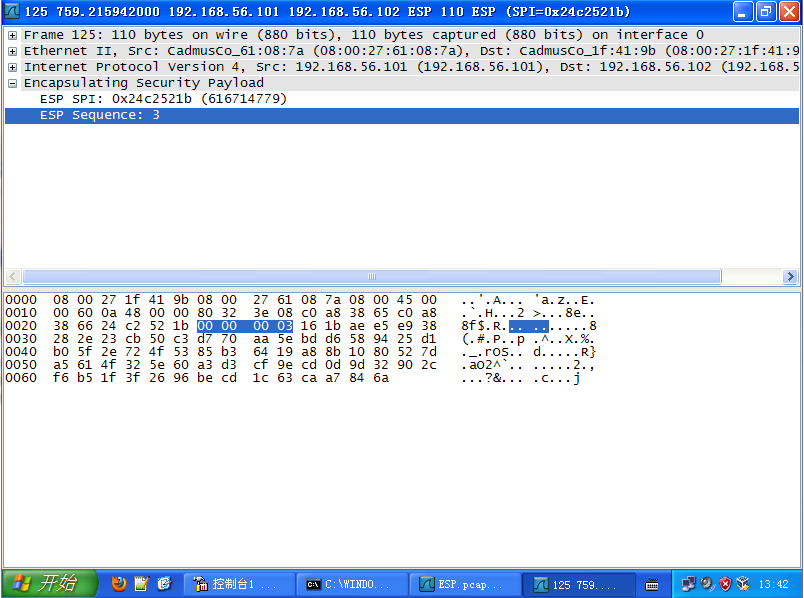 125 759.215942000 192.168.56.101 192.168.56.102 ESP 110 ESP (SPI=0x24c2521b)
Frame 125: 110 bytes on wire (880 bits), 110 bytes captured (880 bits) on interface 0
Ethernet II, Src: CadmusCo_61:08:7a (08:00:27:61:08:7a), Dst: CadmusCo_1f:41:9b (08:00:27:1f:41:9
Internet Protocol Version 4, Src: 192.168.56.101 (192.168.56.101), Dst: 192.168.56.102 (192.168.5
Encapsulating Security Payload
ESP SPI: 0x24c2521b (616714779)
ESP Sequence: 3
0000 08 00 27 1f 41 9b 08 00 27 61 08 7a 08 00 45 00 ..'.A... 'a.z..E.
0010 00 60 0a 48 00 00 80 32 3e 08 c0 a8 38 65 c0 a8 .`.H...2 >...8e..
0020 38 66 24 c2 52 1b 00 00 00 03 16 1b ae e5 e9 38 8f$.R... .......8
0030 28 2e 23 cb 50 c3 d7 70 aa 5e bd d6 58 94 25 d1 (.#.P..p .^..X.%.
0040 b0 5f 2e 72 4f 53 85 b3 64 19 a8 8b 10 80 52 7d ._.rOS.. d.....R}
0050 a5 61 4f 32 5e 60 a3 d3 cf 9e cd 0d 9d 32 90 2c .aO2^`.. .....2.,
0060 f6 b5 1f 3f 26 96 be cd 1c 63 ca a7 84 6a ...?&... .c...j
开始 控制台1 ... C:\WINDO... ESP.pcap... 125 759.... 13:42